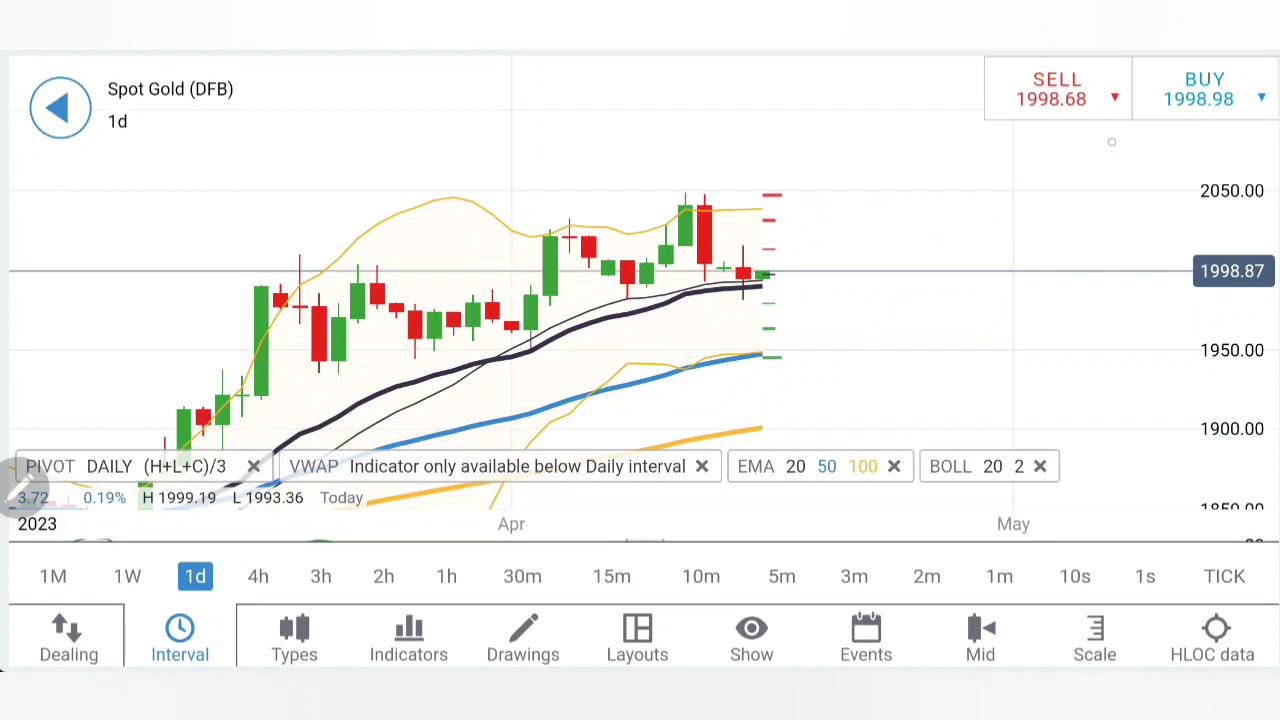 Spot Gold (DFB)
1d
SELL
1998.68
BUY
1998.98
2050.00
1998.87
1950.00
1900.00
PIVOT DAILY (H+L+C)/3
VWAP Indicator only available below Daily interval
EMA 20 50 100
BOLL 20 2
3.72 0.19% H 1999.19 L 1993.36 Today
1850.00
2023 Apr May
1M 1W 1d 4h 3h 2h 1h 30m 15m 10m 5m 3m 2m 1m 10s 1s TICK
Dealing Interval Types Indicators Drawings Layouts Show Events Mid Scale HLOC data